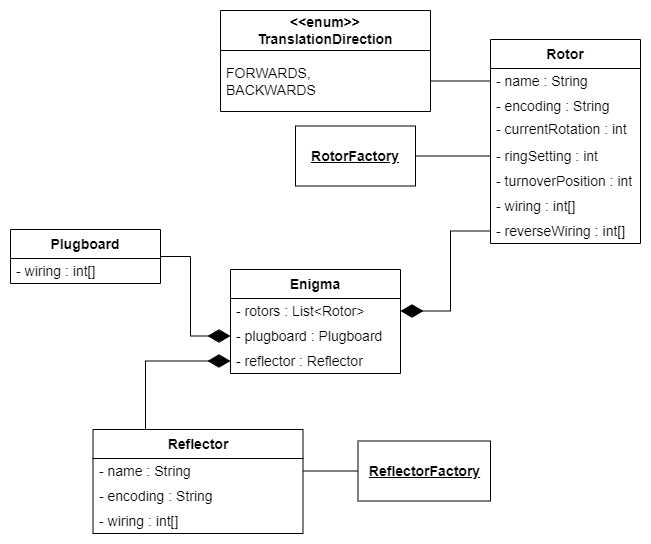 <<enum>>
TranslationDirection
FORWARDS,
BACKWARDS
Rotor
- name : String
- encoding : String
- currentRotation : int
- ringSetting : int
- turnoverPosition : int
- wiring : int[]
- reverseWiring : int[]
RotorFactory
Plugboard
- wiring : int[]
Enigma
- rotors : List<Rotor>
- plugboard : Plugboard
- reflector : Reflector
Reflector
- name : String
- encoding : String
- wiring : int[]
ReflectorFactory